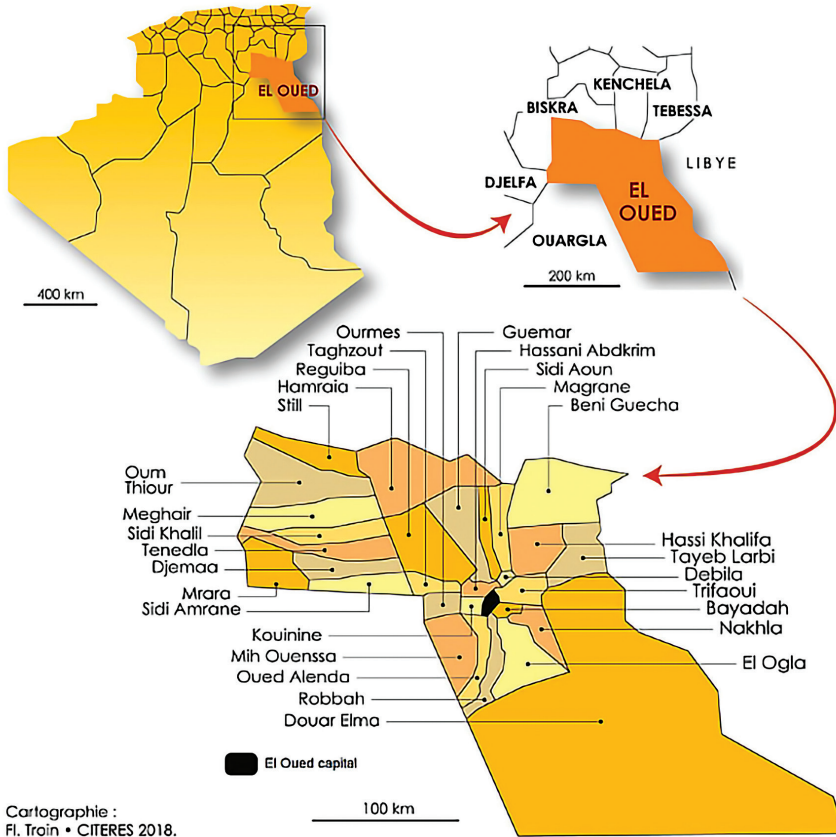 EL OUED
400 km
KENCHELA
BISKRA
TEBESSA
LIBYE
DJELFA
EL
OUED
OUARGLA
200 km
Ourmes
Guemar
Taghzout
Hassani Abdkrim
Reguiba
Sidi Aoun
Hamraia
Magrane
Still
Beni Guecha
Oum
Thiour
Meghair
Sidi Khalil
Tenedla
Djemaa
Mrara
Sidi Amrane
Hassi Khalifa
Tayeb Larbi
Debila
Trifaoui
Bayadah
Nakhla
El Ogla
Kouinine
Mih Ouenssa
Oued Alenda
Robbah
Douar Elma
El Oued capital
100 km
Cartographie :
Fl. Troin • CITERES 2018.